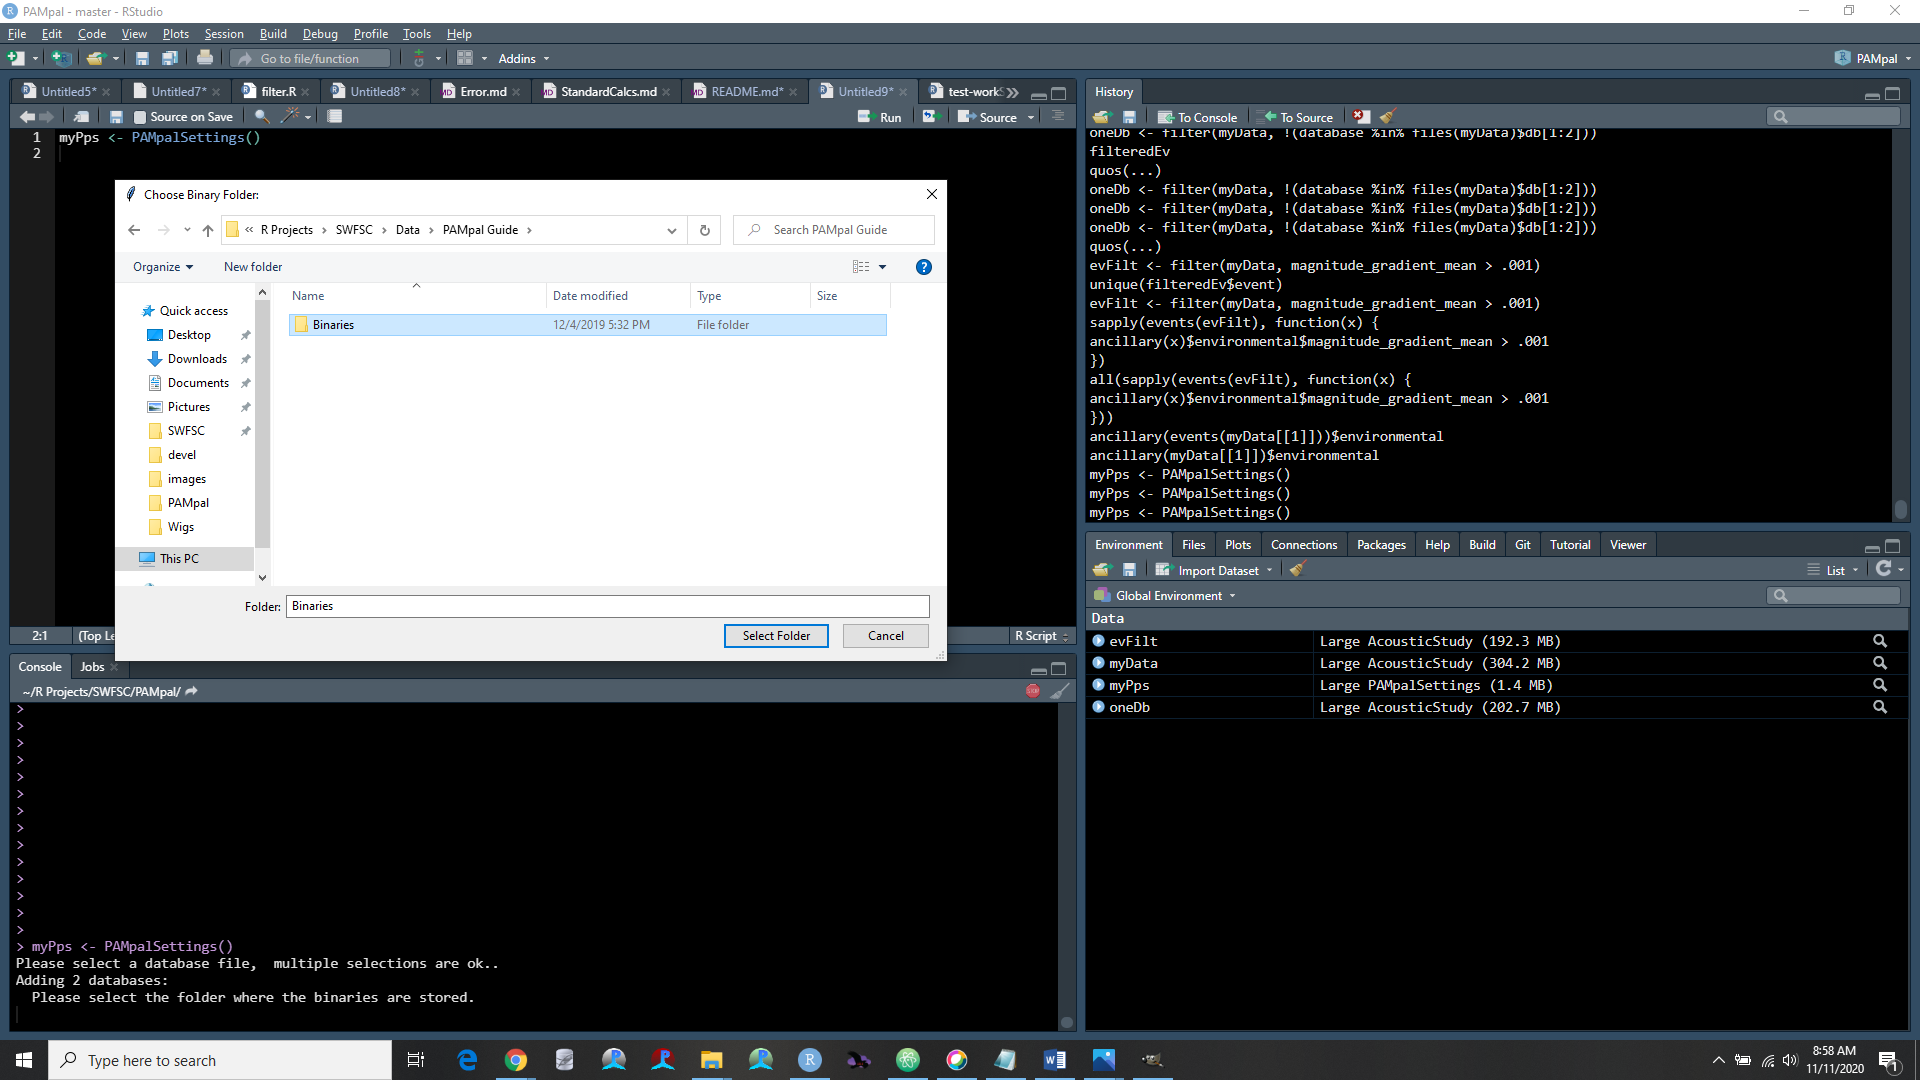 PAMpal - master - RStudio
File Edit Code View Plots Session Build Debug Profile Tools Help
Go to file/function Addins PAMpal
Untitled5* Untitled7* filter.R Untitled8* Error.md StandardCalcs.md README.md* Untitled9* test-works
Source on Save Run Source
1 myPps <- PAMpalSettings()
2
Choose Binary Folder:
« R Projects › SWFSC › Data › PAMpal Guide ›
Search PAMpal Guide
Organize New folder
Name Date modified Type Size
Binaries 12/4/2019 5:32 PM File folder
Quick access
Desktop
Downloads
Documents
Pictures
SWFSC
devel
images
PAMpal
Wigs
This PC
Folder: Binaries
Select Folder Cancel
2:1 (Top Le R Script
Console Jobs
~/R Projects/SWFSC/PAMpal/
>
>
>
>
>
>
>
>
>
>
>
>
>
>
> myPps <- PAMpalSettings()
Please select a database file,  multiple selections are ok..
Adding 2 databases:
Please select the folder where the binaries are stored.
History
To Console To Source
oneDb <- filter(myData, !(database %in% files(myData)$db[1:2]))
filteredEv
quos(...)
oneDb <- filter(myData, !(database %in% files(myData)$db[1:2]))
oneDb <- filter(myData, !(database %in% files(myData)$db[1:2]))
oneDb <- filter(myData, !(database %in% files(myData)$db[1:2]))
quos(...)
evFilt <- filter(myData, magnitude_gradient_mean > .001)
unique(filteredEv$event)
evFilt <- filter(myData, magnitude_gradient_mean > .001)
sapply(events(evFilt), function(x) {
ancillary(x)$environmental$magnitude_gradient_mean > .001
})
all(sapply(events(evFilt), function(x) {
ancillary(x)$environmental$magnitude_gradient_mean > .001
}))
ancillary(events(myData[[1]]))$environmental
ancillary(myData[[1]])$environmental
myPps <- PAMpalSettings()
myPps <- PAMpalSettings()
myPps <- PAMpalSettings()
Environment Files Plots Connections Packages Help Build Git Tutorial Viewer
Import Dataset List
Global Environment
Data
evFilt Large AcousticStudy (192.3 MB)
myData Large AcousticStudy (304.2 MB)
myPps Large PAMpalSettings (1.4 MB)
oneDb Large AcousticStudy (202.7 MB)
Type here to search
8:58 AM
11/11/2020
1